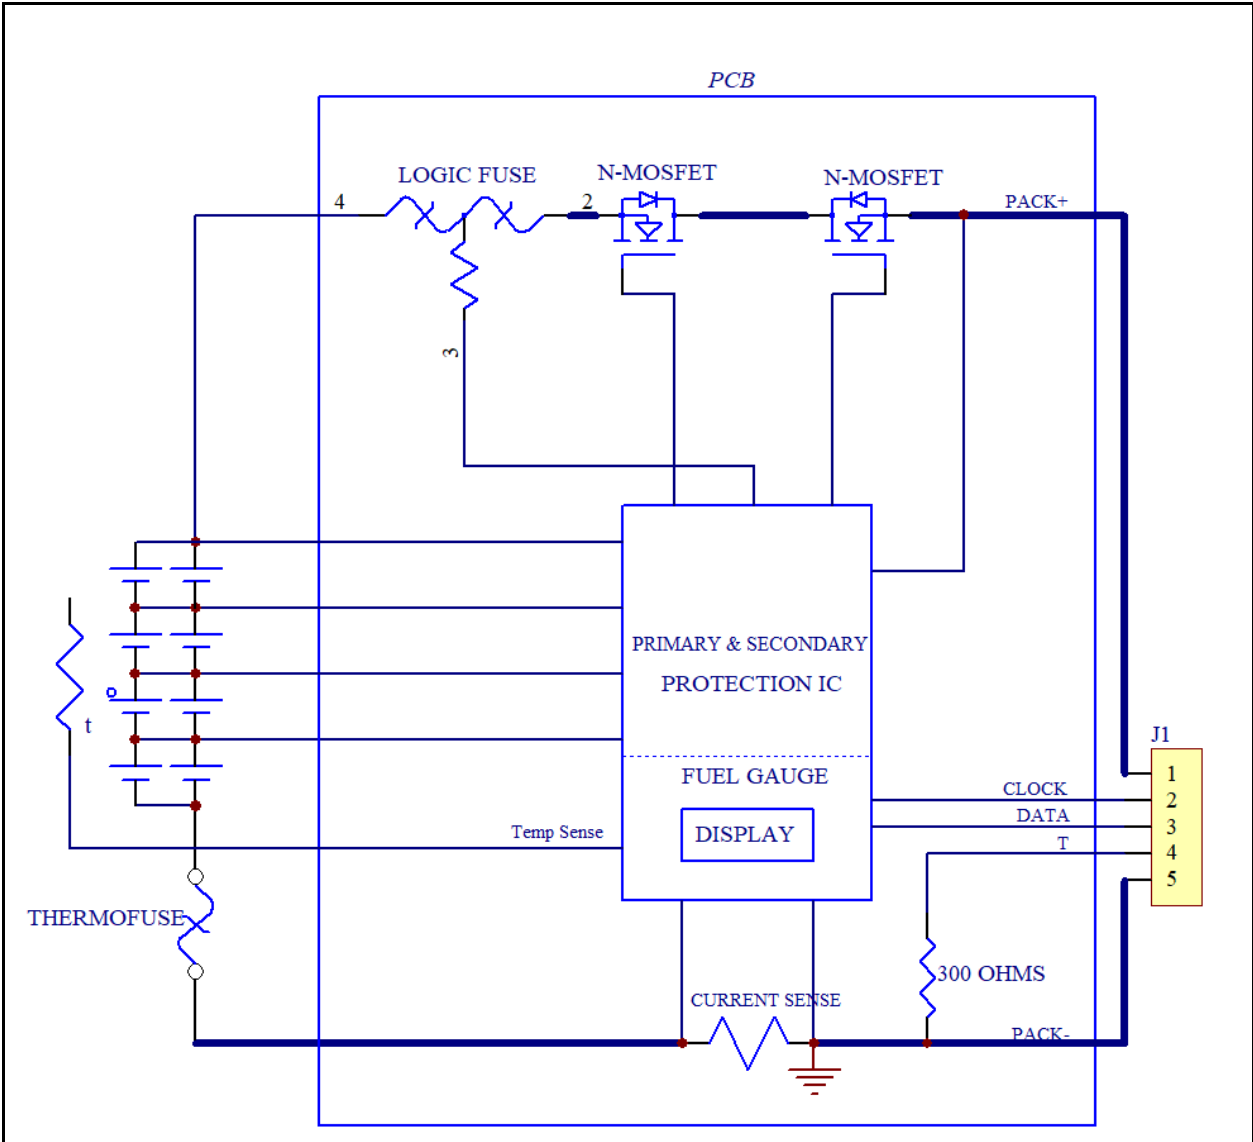 PCB
LOGIC FUSE
N-MOSFET
N-MOSFET
4
2
PACK+
3
PRIMARY & SECONDARY
PROTECTION IC
t
J1
FUEL GAUGE
1
CLOCK
2
DATA
3
DISPLAY
Temp Sense
T
4
5
THERMOFUSE
300 OHMS
CURRENT SENSE
PACK-